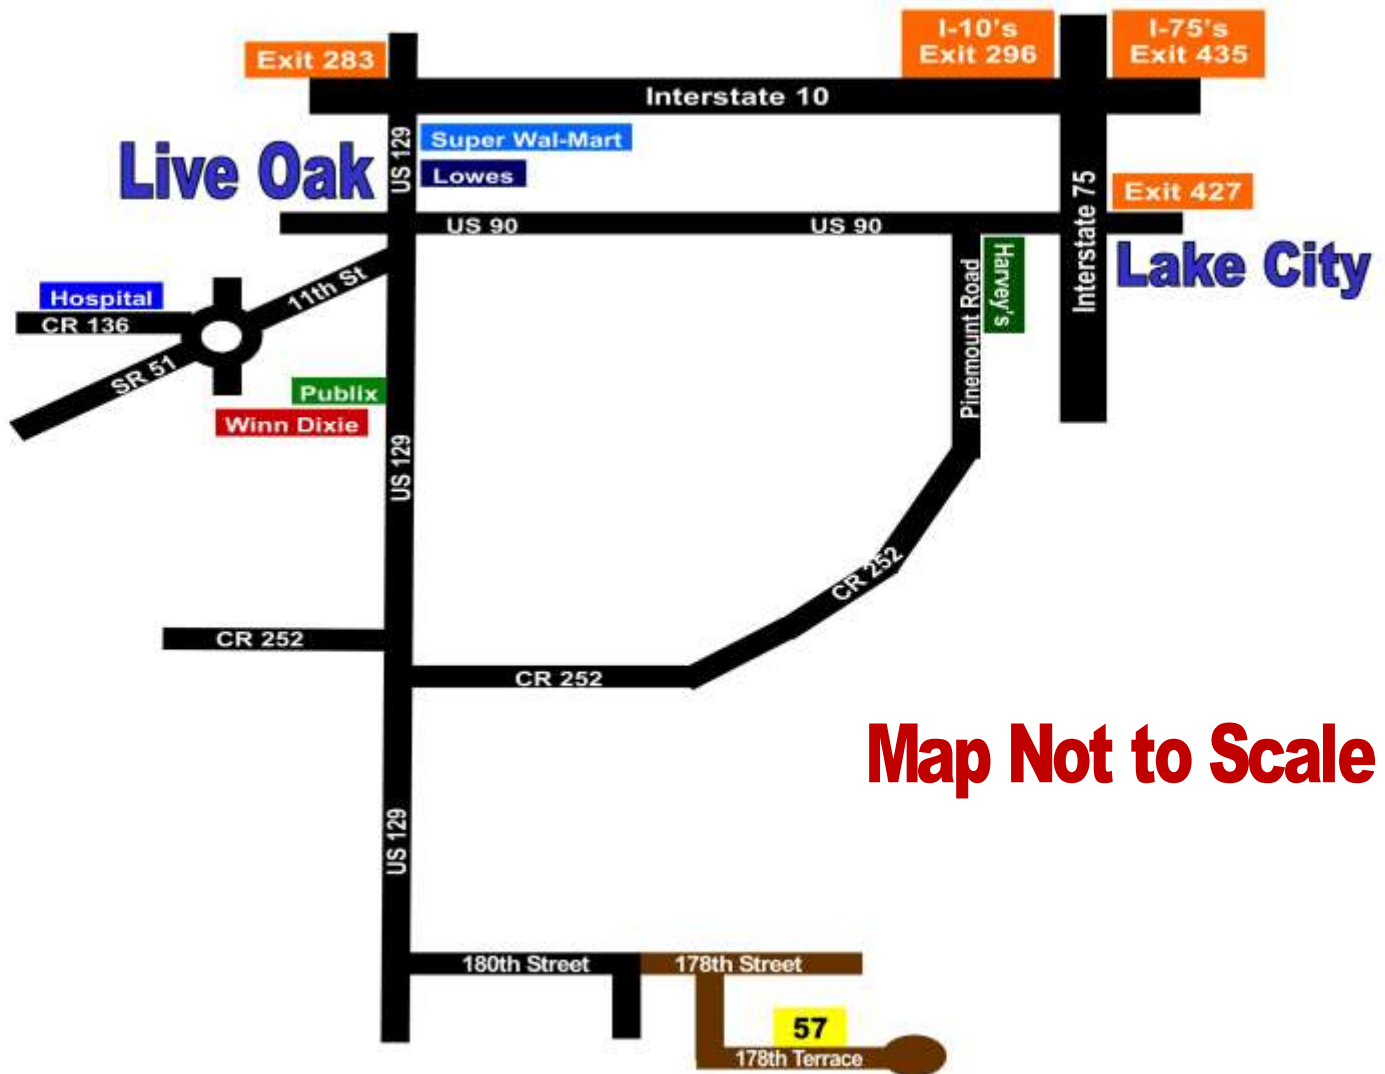 I-10's
Exit 296
I-75's
Exit 435
Exit 283
Interstate 10
US 129
Super Wal-Mart
Live Oak
Lowes
Interstate 75
Exit 427
US 90
US 90
Lake City
Harvey's
Pinemount Road
11th St
Hospital
CR 136
SR 51
Publix
Winn Dixie
US 129
CR 252
CR 252
CR 252
Map Not to Scale
US 129
180th Street
178th Street
57
178th Terrace